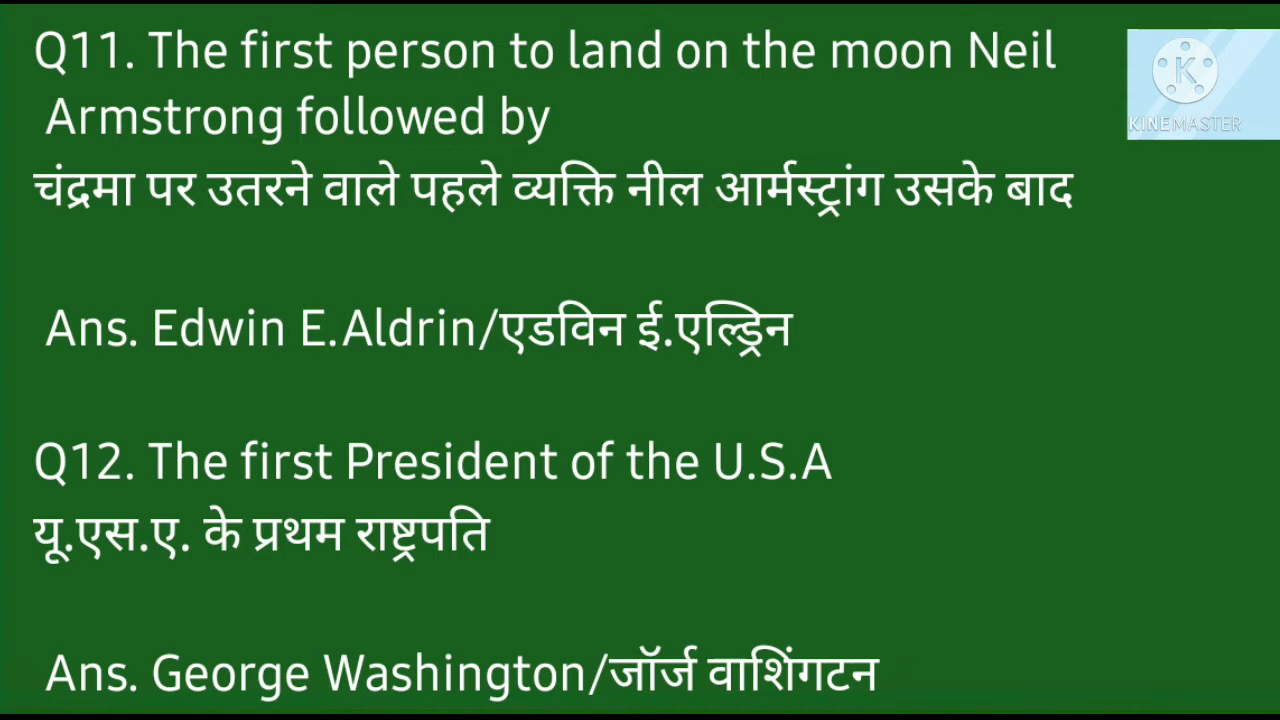 Q11. The first person to land on the moon Neil
Armstrong followed by
चंद्रमा पर उतरने वाले पहले व्यक्ति नील आर्मस्ट्रांग उसके बाद
Ans. Edwin E.Aldrin/एडविन ई.एल्ड्रिन
Q12. The first President of the U.S.A
यू.एस.ए. के प्रथम राष्ट्रपति
Ans. George Washington/जॉर्ज वाशिंगटन
K
KINEMASTER